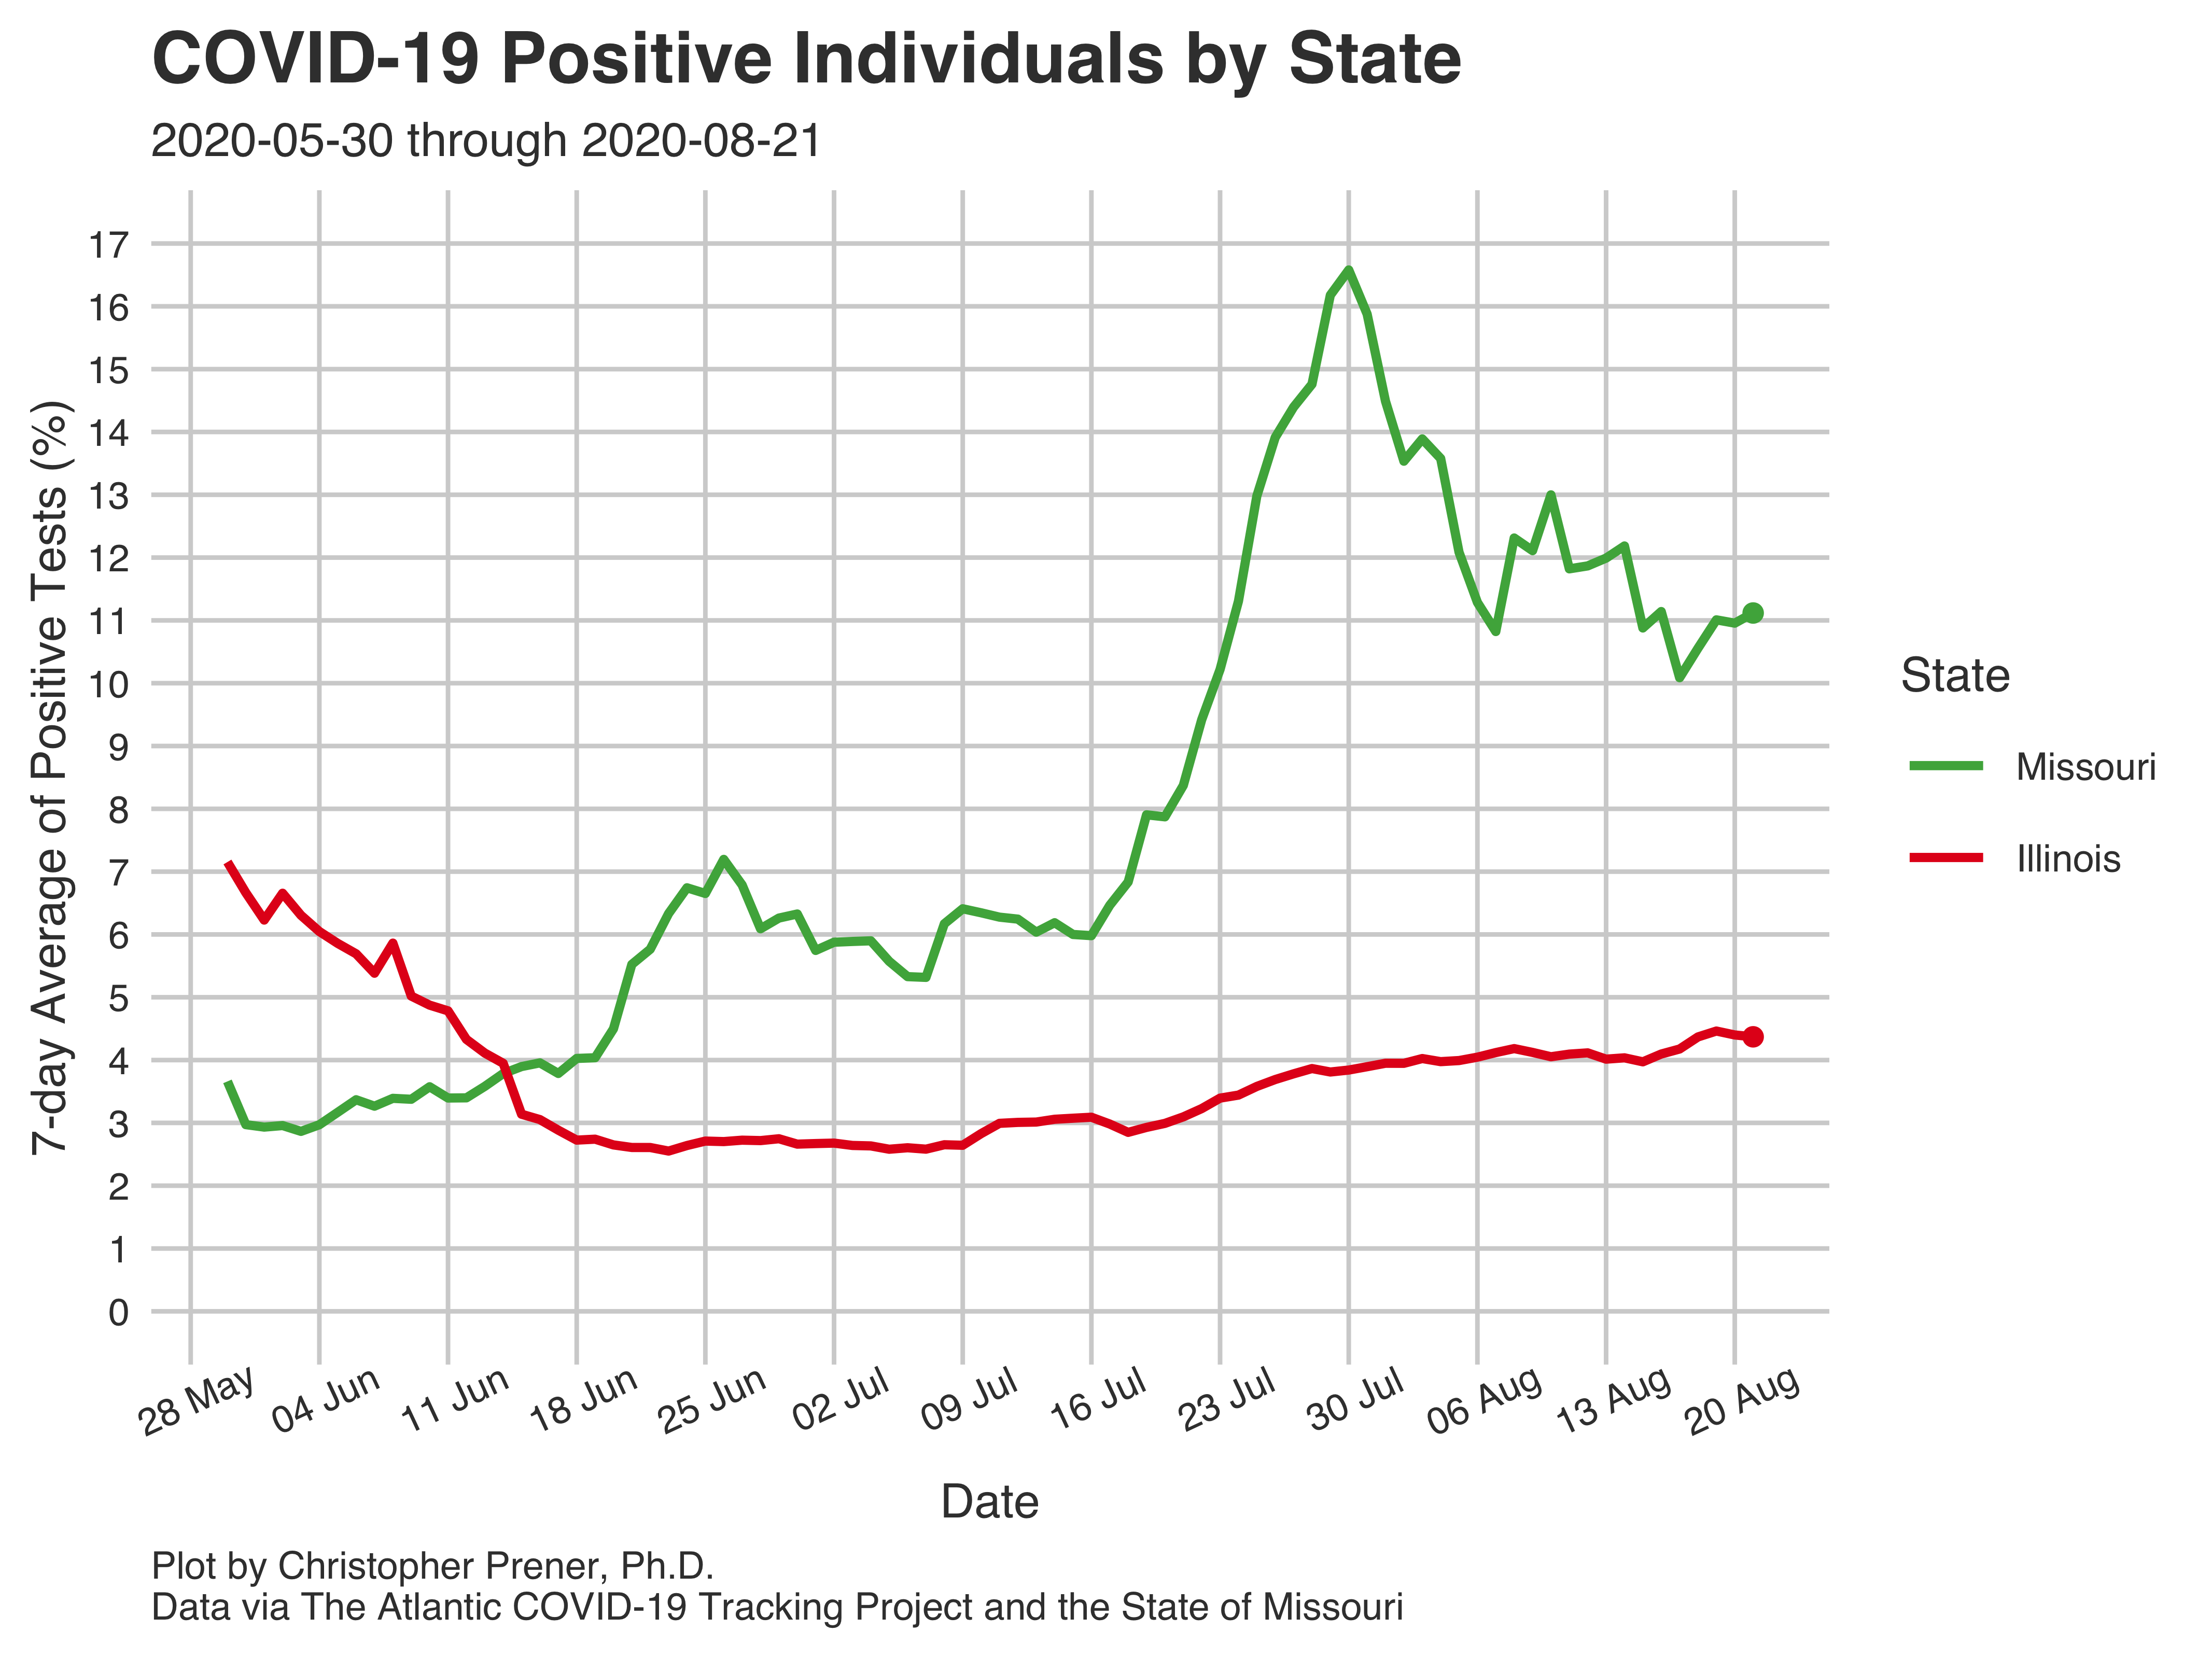 COVID-19 Positive Individuals by State
2020-05-30 through 2020-08-21
7-day Average of Positive Tests (%)
17
16
15
14
13
12
11
10
9
8
7
6
5
4
3
2
1
0
28 May
04 Jun
11 Jun
18 Jun
25 Jun
02 Jul
09 Jul
16 Jul
23 Jul
30 Jul
06 Aug
13 Aug
20 Aug
Date
State
Missouri
Illinois
Plot by Christopher Prener, Ph.D.
Data via The Atlantic COVID-19 Tracking Project and the State of Missouri